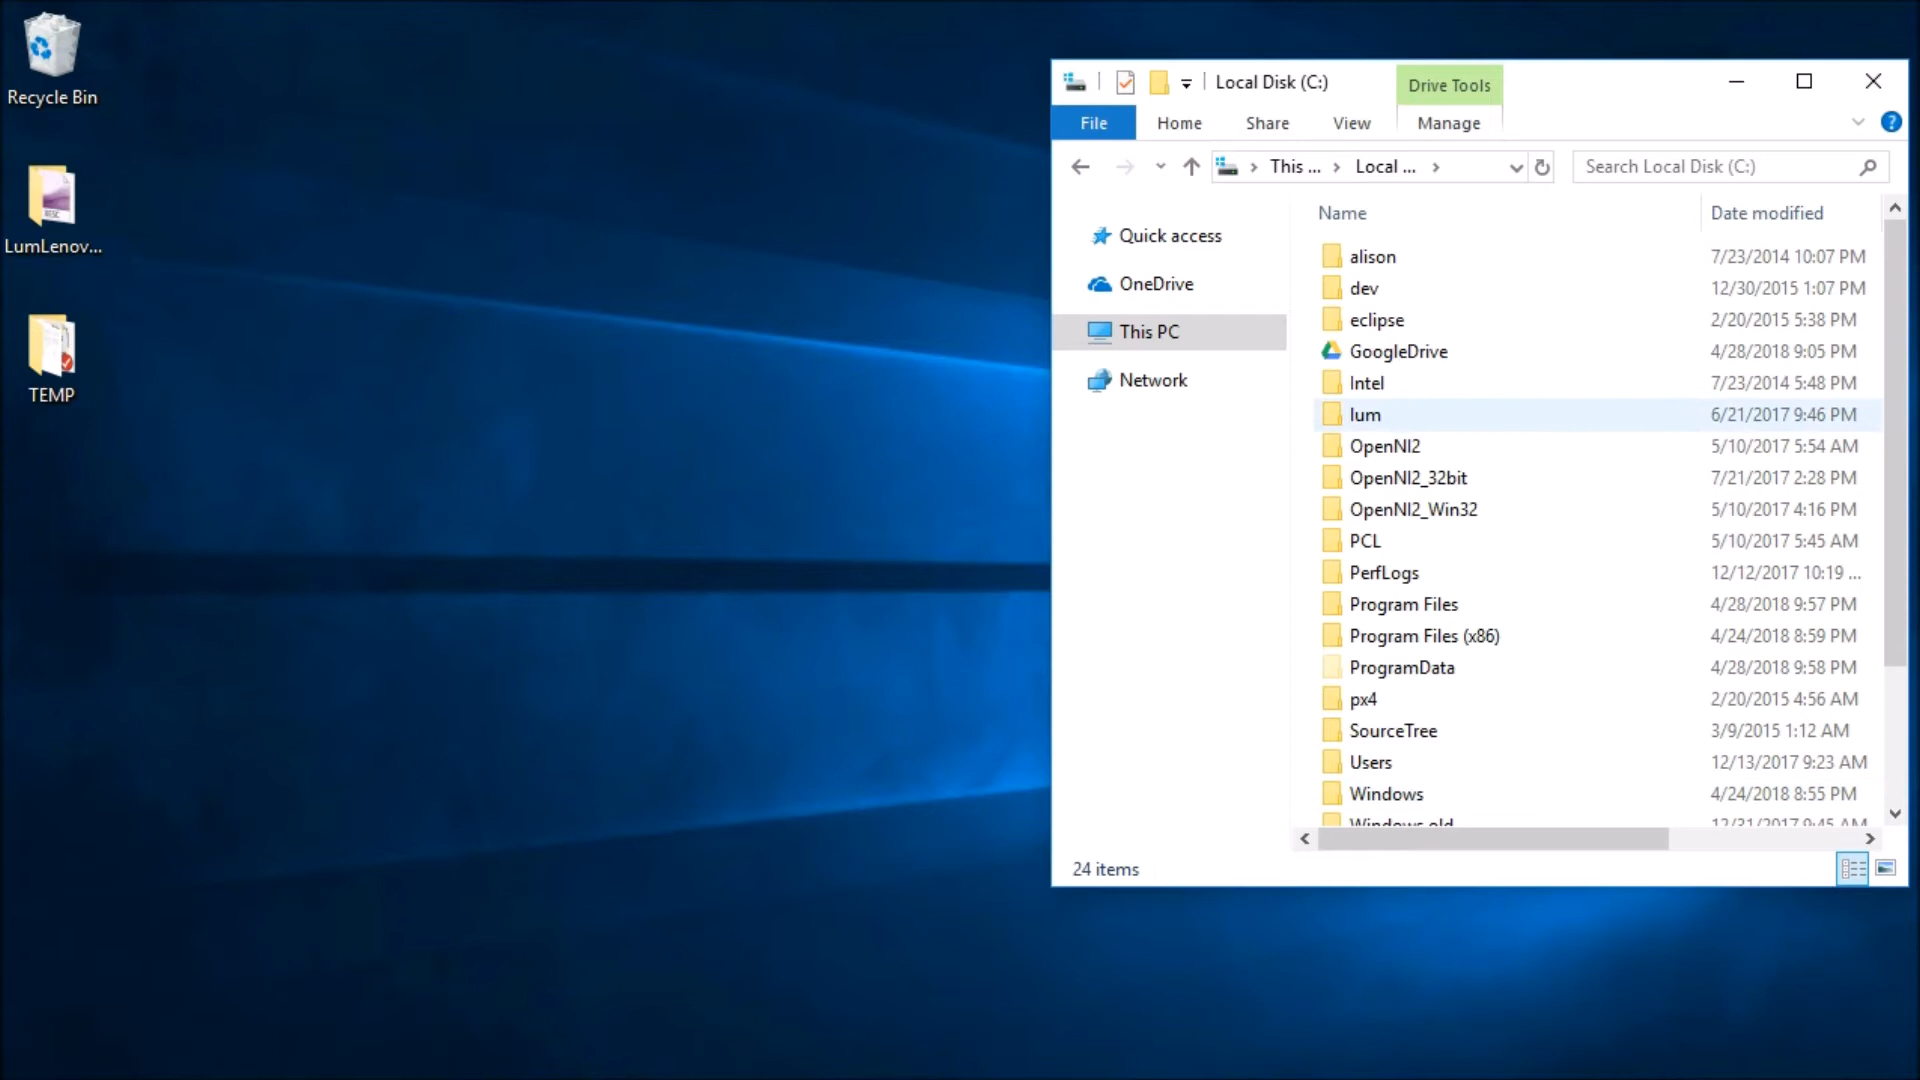 Recycle Bin
LumLenov...
TEMP
Local Disk (C:)
Drive Tools
File Home Share View Manage
This ... Local ...
Search Local Disk (C:)
Quick access
OneDrive
This PC
Network
Name Date modified
alison 7/23/2014 10:07 PM
dev 12/30/2015 1:07 PM
eclipse 2/20/2015 5:38 PM
GoogleDrive 4/28/2018 9:05 PM
Intel 7/23/2014 5:48 PM
lum 6/21/2017 9:46 PM
OpenNI2 5/10/2017 5:54 AM
OpenNI2_32bit 7/21/2017 2:28 PM
OpenNI2_Win32 5/10/2017 4:16 PM
PCL 5/10/2017 5:45 AM
PerfLogs 12/12/2017 10:19 ...
Program Files 4/28/2018 9:57 PM
Program Files (x86) 4/24/2018 8:59 PM
ProgramData 4/28/2018 9:58 PM
px4 2/20/2015 4:56 AM
SourceTree 3/9/2015 1:12 AM
Users 12/13/2017 9:23 AM
Windows 4/24/2018 8:55 PM
Windows.old 12/31/2017 9:45 AM
24 items